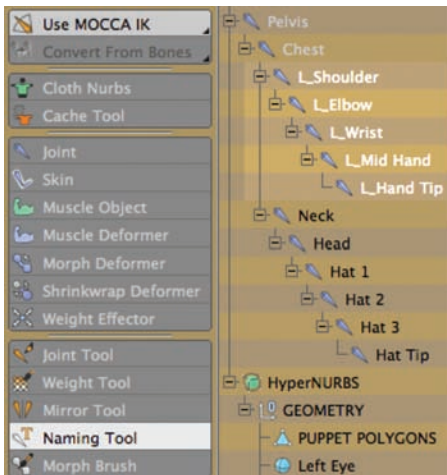 Use MOCCA IK
Convert From Bones
Cloth Nurbs
Cache Tool
Joint
Skin
Muscle Object
Muscle Deformer
Morph Deformer
Shrinkwrap Deformer
Weight Effector
Joint Tool
Weight Tool
Mirror Tool
Naming Tool
Morph Brush
Pelvis
Chest
L_Shoulder
L_Elbow
L_Wrist
L_Mid Hand
L_Hand Tip
Neck
Head
Hat 1
Hat 2
Hat 3
Hat Tip
HyperNURBS
GEOMETRY
PUPPET POLYGONS
Left Eye